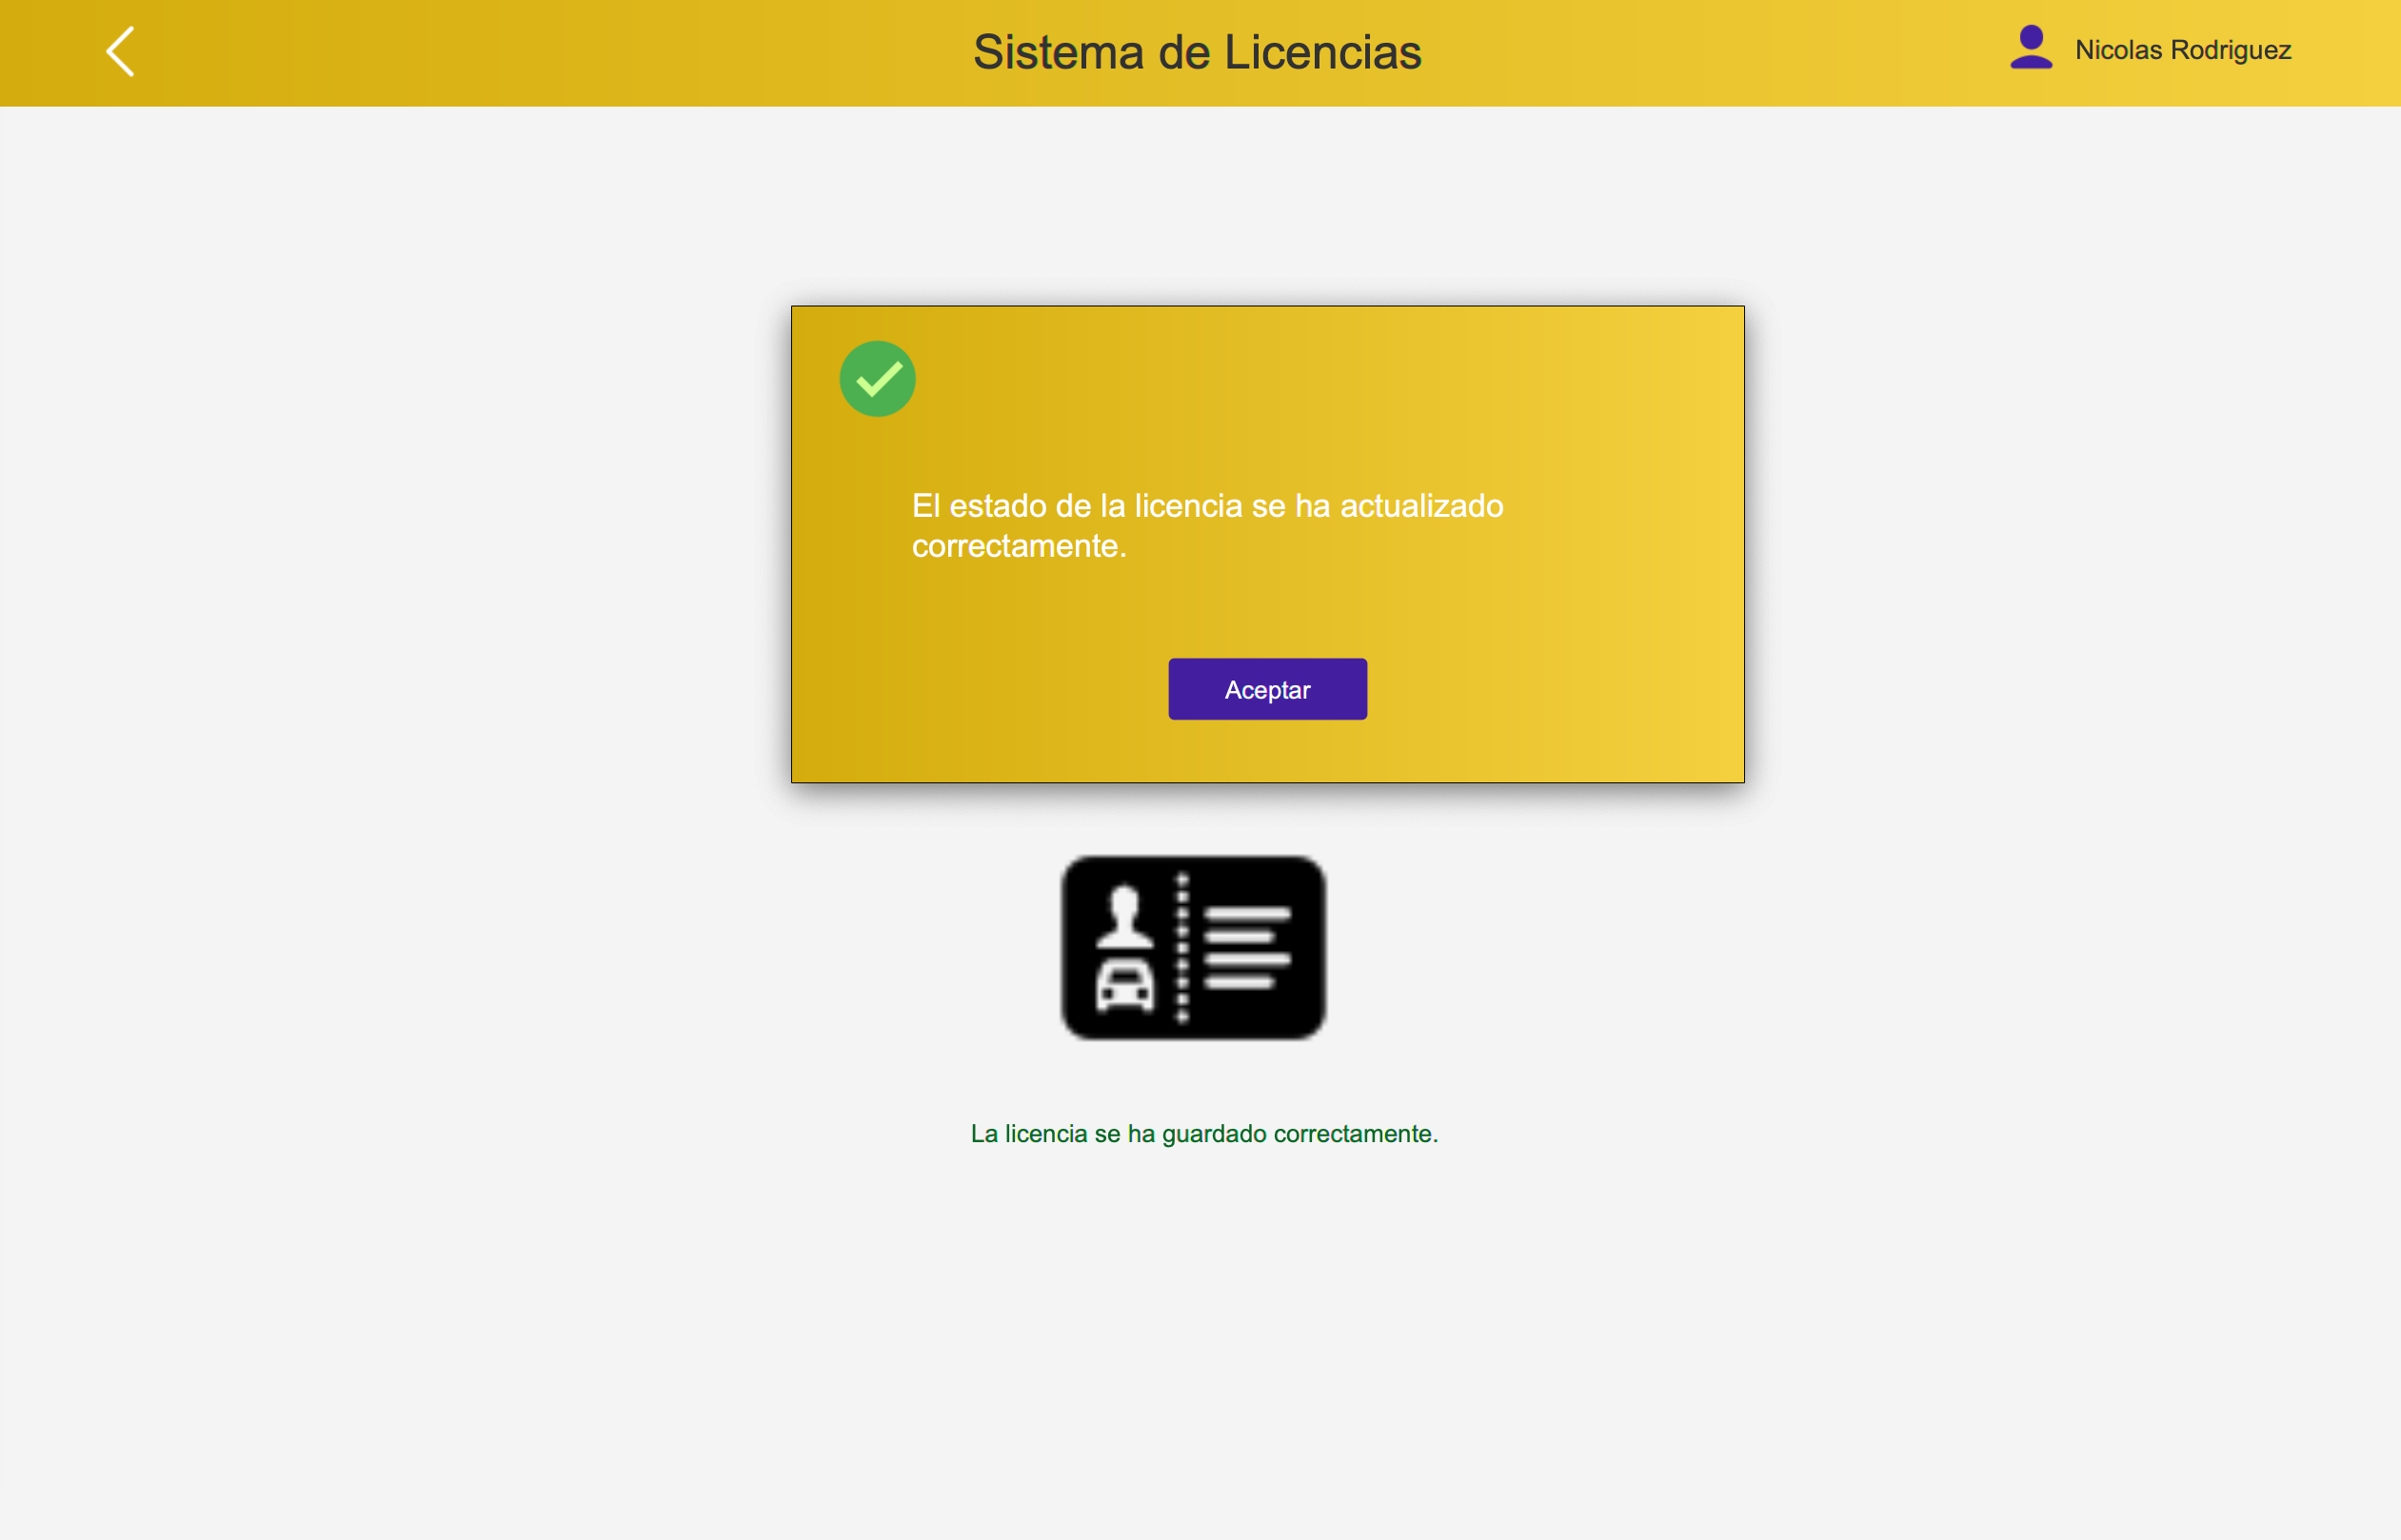 Sistema de Licencias
Nicolas Rodriguez
El estado de la licencia se ha actualizado
correctamente.
Aceptar
La licencia se ha guardado correctamente.